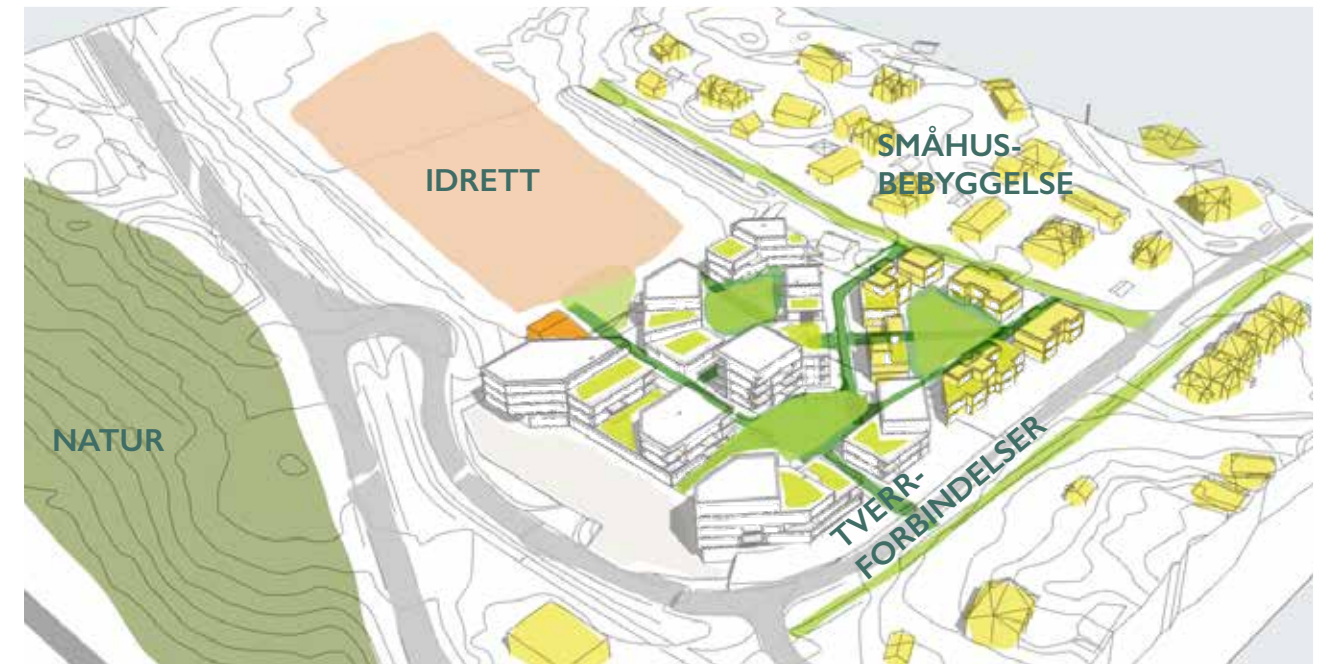 SMÅHUS-
BEBYGGELSE
IDRETT
NATUR
TVERR-
FORBINDELSER